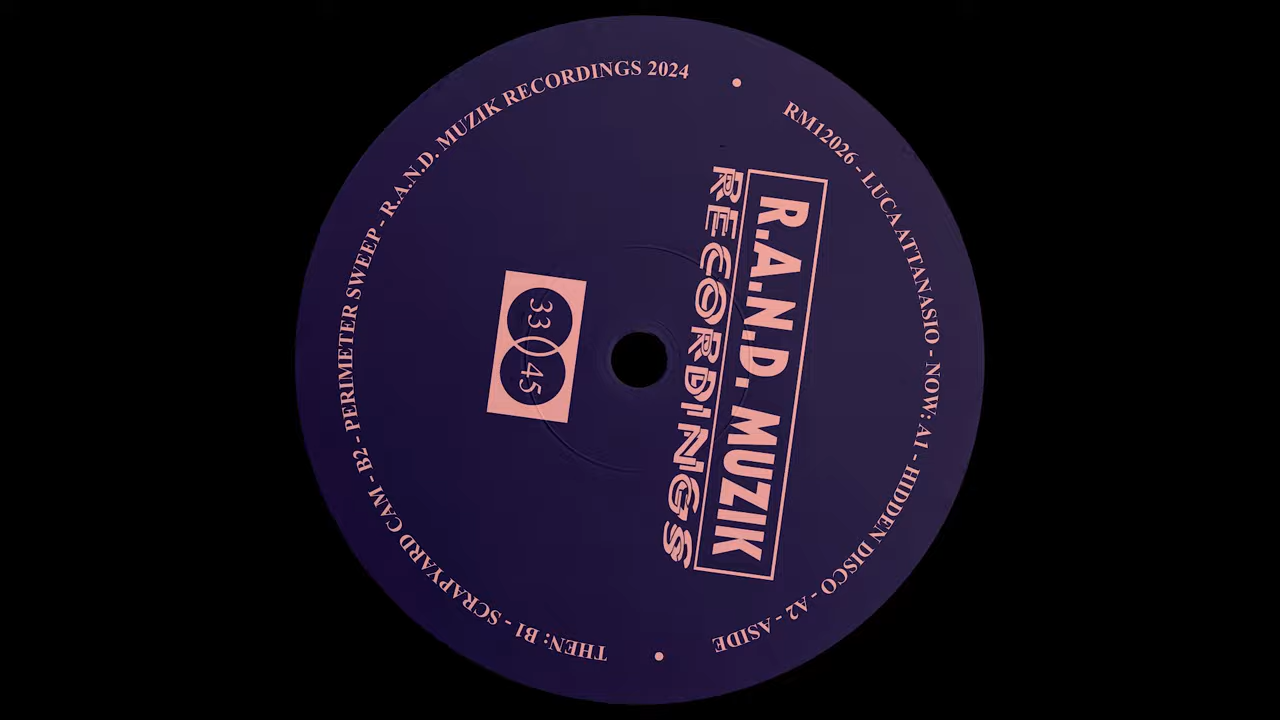 RM12026 - LUCA ATTANASIO - NOW: A1 - HIDDEN DISCO - A2 - ASIDE
THEN: B1 - SCRAPYARD CAM - B2 - PERIMETER SWEEP - R.A.N.D. MUZIK RECORDINGS 2024
R.A.N.D. MUZIK
RECORDINGS
33
45